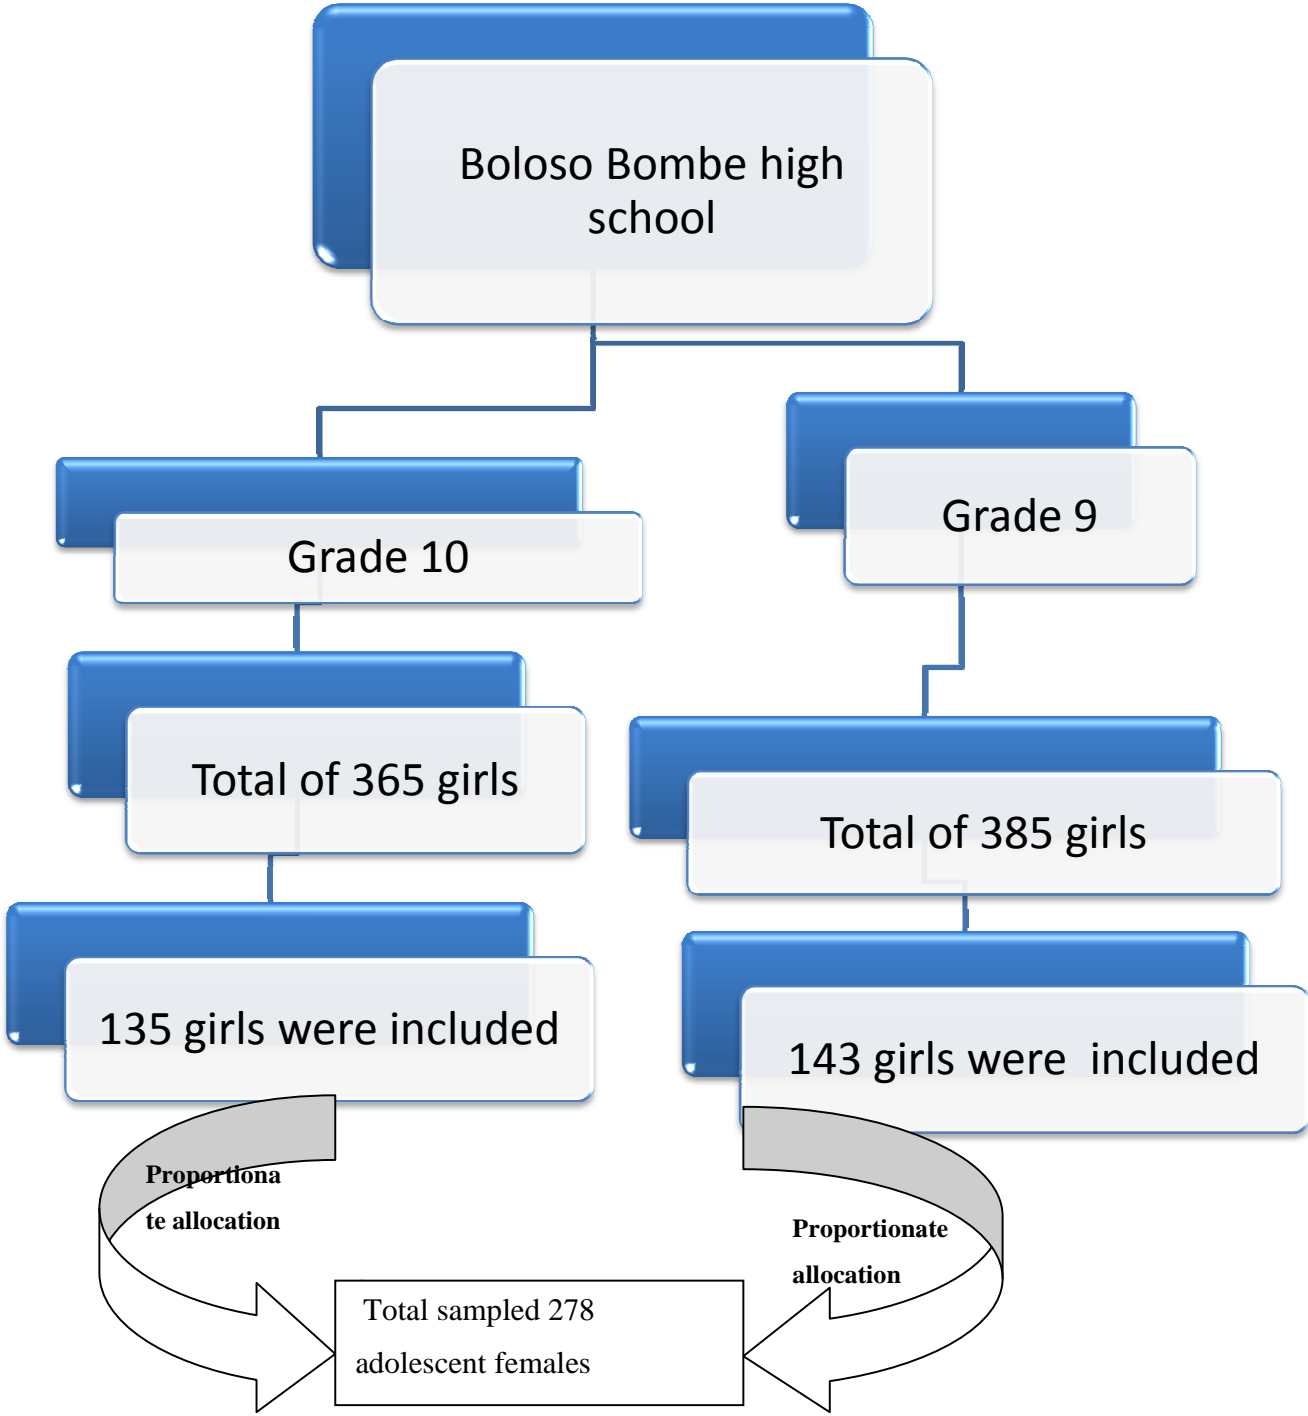 Boloso Bombe high
school
Grade 10
Grade 9
Total of 365 girls
Total of 385 girls
135 girls were included
143 girls were  included
Proportiona
te allocation
Proportionate
allocation
Total sampled 278
adolescent females